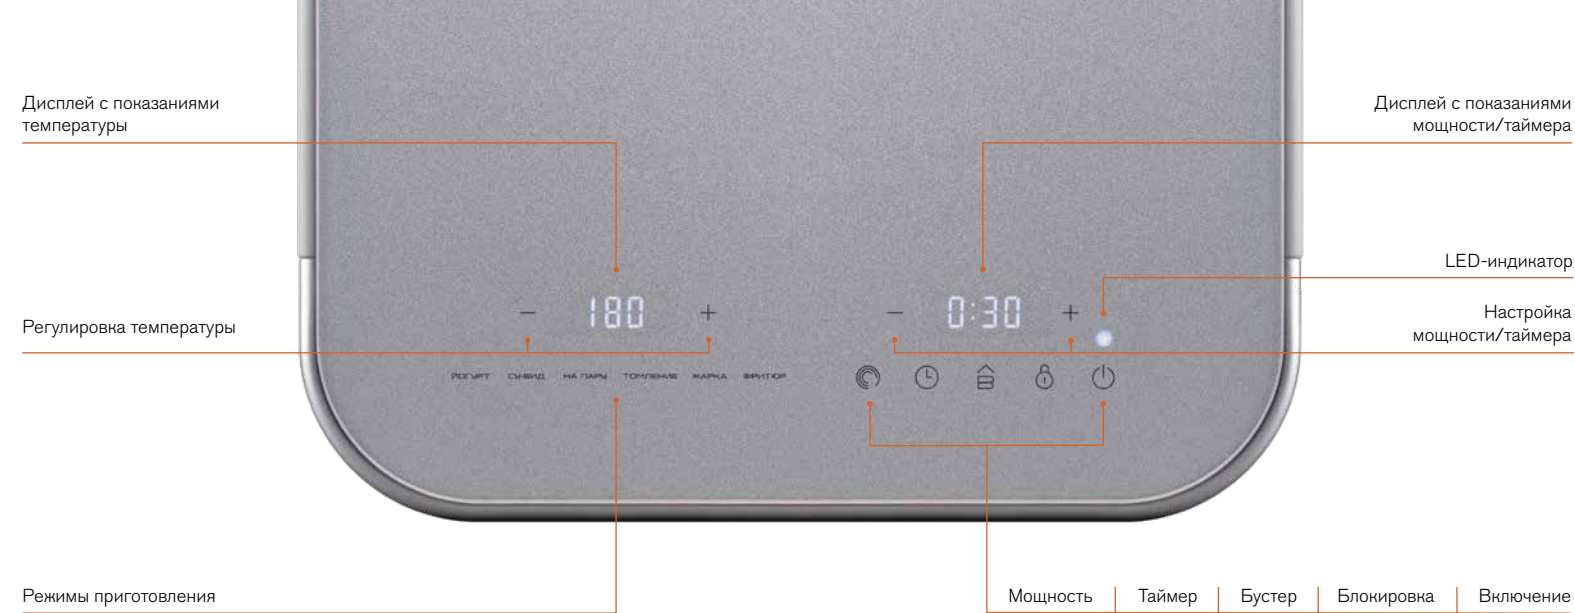 Дисплей с показаниями
температуры
Дисплей с показаниями
мощности/таймера
LED-индикатор
180
0:30
Настройка
мощности/таймера
Регулировка температуры
ЙОГУРТ СУ-ВИД НА ПАРУ ТОМЛЕНИЕ ЖАРКА ФРИТЮР
Режимы приготовления
Мощность Таймер Бустер Блокировка Включение